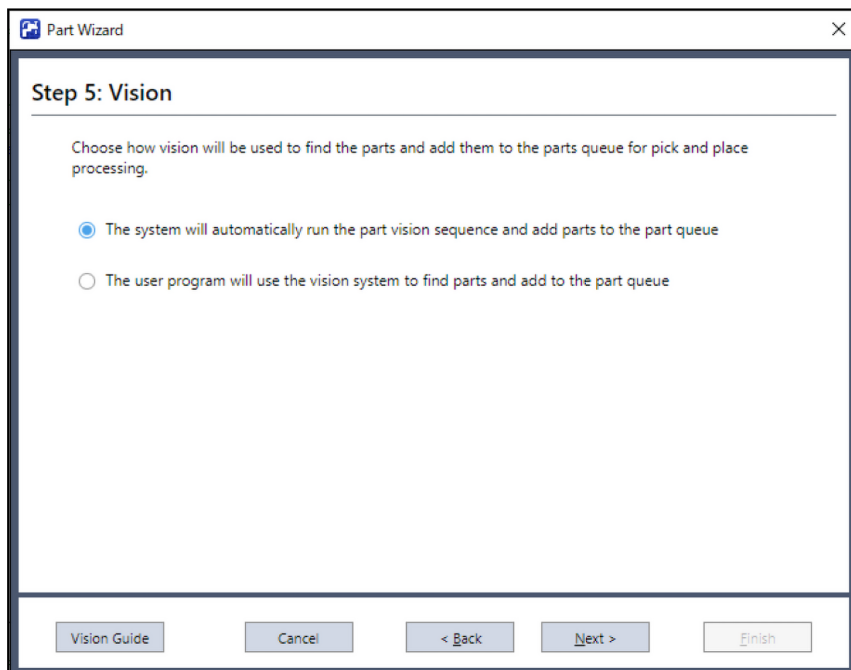 Part Wizard
Step 5: Vision
Choose how vision will be used to find the parts and add them to the parts queue for pick and place
processing.
The system will automatically run the part vision sequence and add parts to the part queue
The user program will use the vision system to find parts and add to the part queue
Vision Guide Cancel < Back Next > Finish